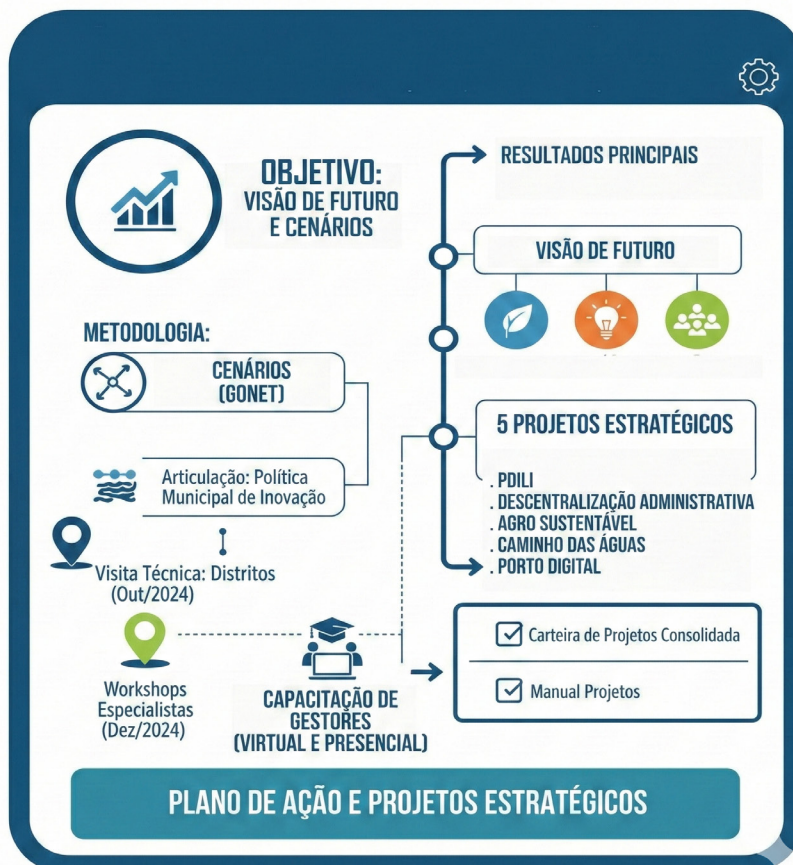 OBJETIVO:
VISÃO DE FUTURO
E CENÁRIOS
METODOLOGIA:
CENÁRIOS
(GONET)
Articulação: Política
Municipal de Inovação
Visita Técnica: Distritos
(Out/2024)
Workshops
Especialistas
(Dez/2024)
CAPACITAÇÃO DE
GESTORES
(VIRTUAL E PRESENCIAL)
RESULTADOS PRINCIPAIS
VISÃO DE FUTURO
5 PROJETOS ESTRATÉGICOS
. PDILI
. DESCENTRALIZAÇÃO ADMINISTRATIVA
. AGRO SUSTENTÁVEL
. CAMINHO DAS ÁGUAS
. PORTO DIGITAL
Carteira de Projetos Consolidada
Manual Projetos
PLANO DE AÇÃO E PROJETOS ESTRATÉGICOS